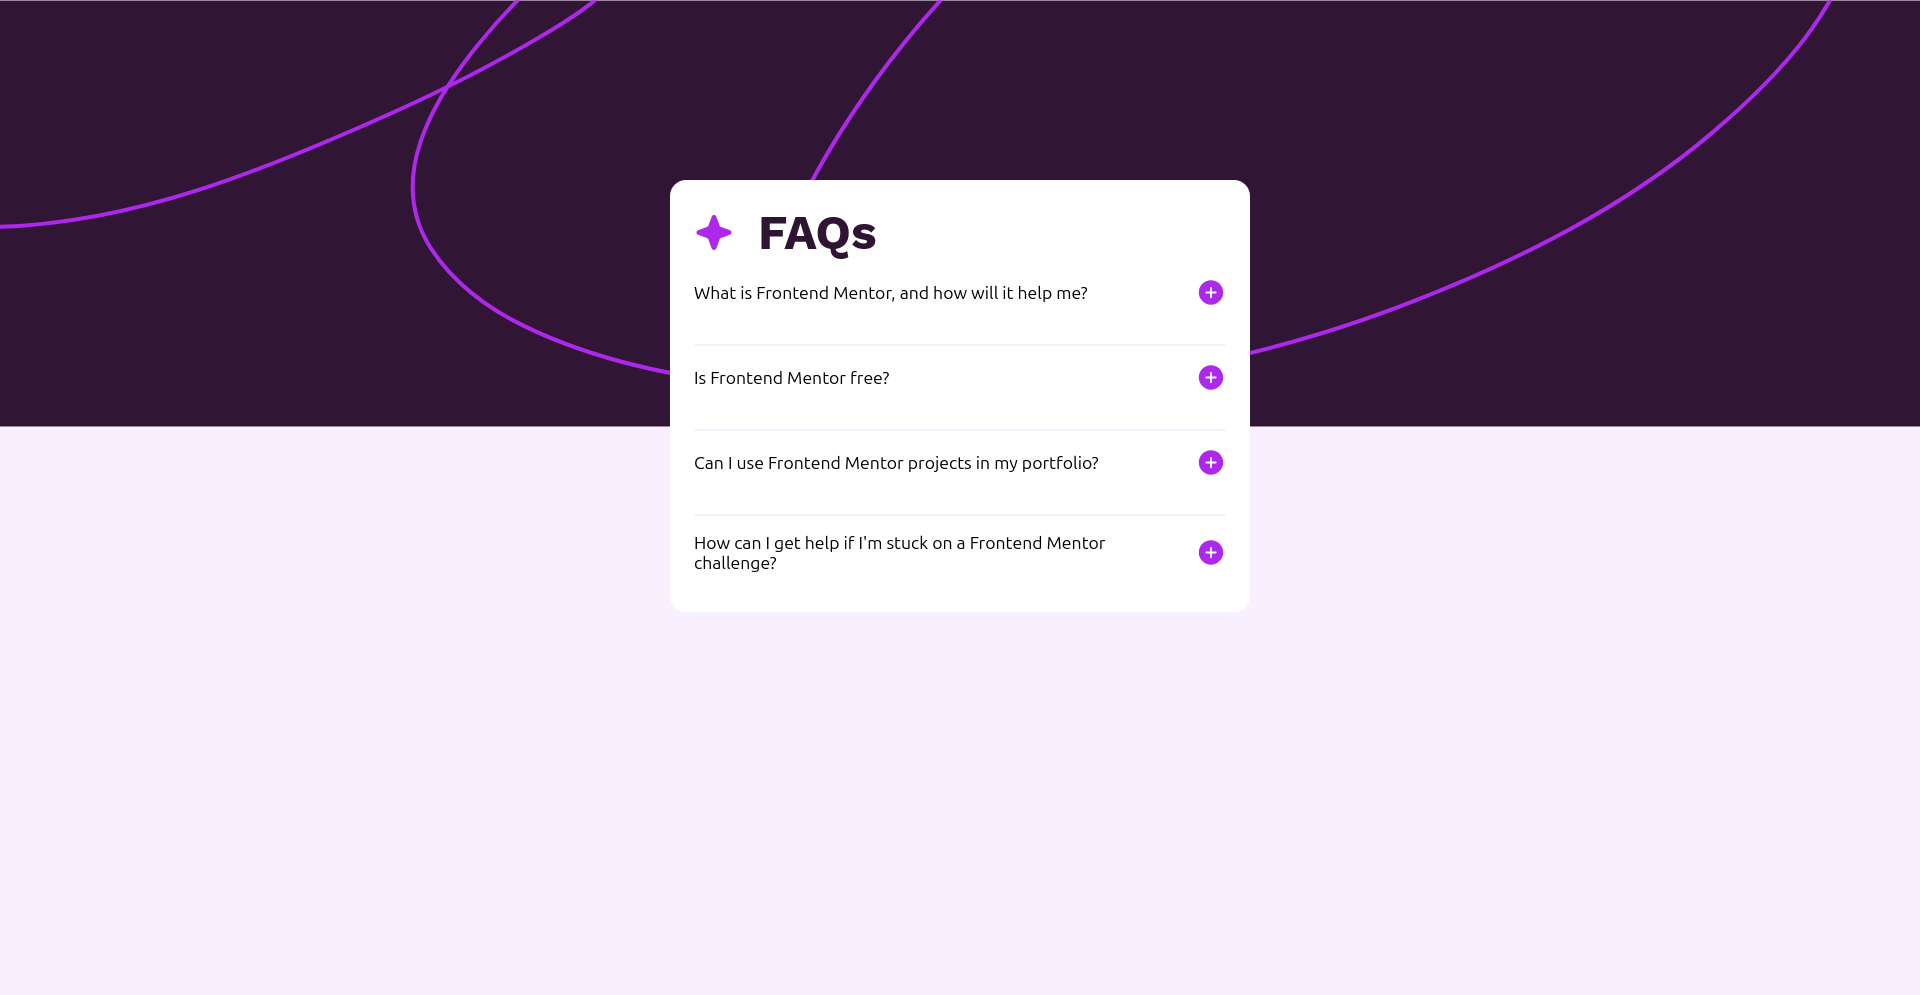 FAQs
What is Frontend Mentor, and how will it help me?
Is Frontend Mentor free?
Can I use Frontend Mentor projects in my portfolio?
How can I get help if I'm stuck on a Frontend Mentor
challenge?